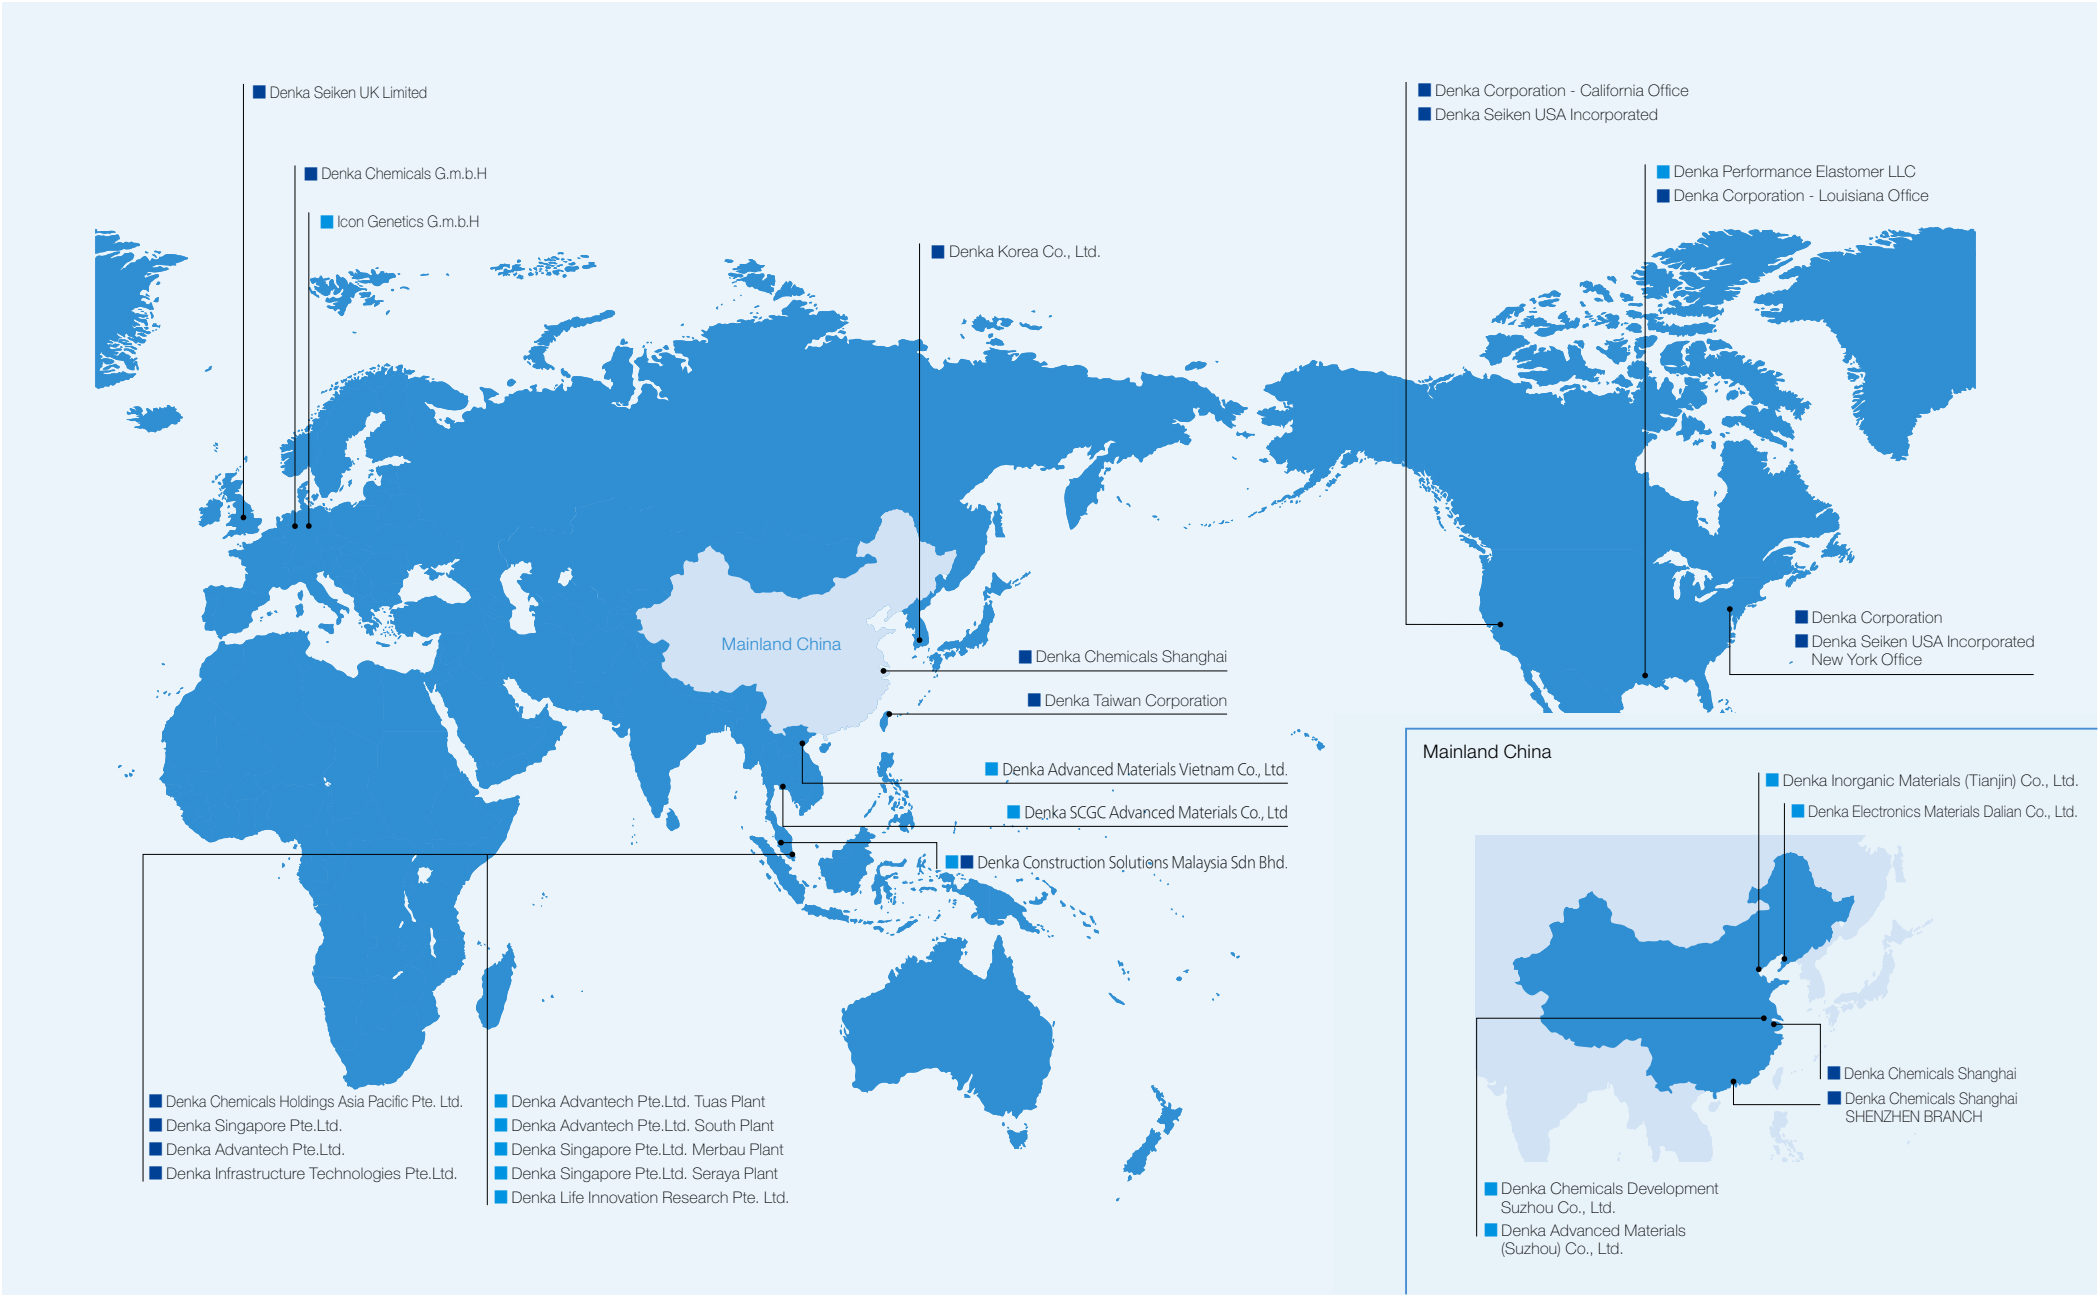 Denka Seiken UK Limited
Denka Chemicals G.m.b.H
Icon Genetics G.m.b.H
Denka Korea Co., Ltd.
Denka Corporation - California Office
Denka Seiken USA Incorporated
Denka Performance Elastomer LLC
Denka Corporation - Louisiana Office
Denka Corporation
Denka Seiken USA Incorporated
New York Office
Mainland China
Denka Chemicals Shanghai
Denka Taiwan Corporation
Denka Advanced Materials Vietnam Co., Ltd.
Denka SCGC Advanced Materials Co., Ltd
Denka Construction Solutions Malaysia Sdn Bhd.
Denka Chemicals Holdings Asia Pacific Pte. Ltd.
Denka Singapore Pte.Ltd.
Denka Advantech Pte.Ltd.
Denka Infrastructure Technologies Pte.Ltd.
Denka Advantech Pte.Ltd. Tuas Plant
Denka Advantech Pte.Ltd. South Plant
Denka Singapore Pte.Ltd. Merbau Plant
Denka Singapore Pte.Ltd. Seraya Plant
Denka Life Innovation Research Pte. Ltd.
Mainland China
Denka Inorganic Materials (Tianjin) Co., Ltd.
Denka Electronics Materials Dalian Co., Ltd.
Denka Chemicals Shanghai
Denka Chemicals Shanghai
SHENZHEN BRANCH
Denka Chemicals Development
Suzhou Co., Ltd.
Denka Advanced Materials
(Suzhou) Co., Ltd.